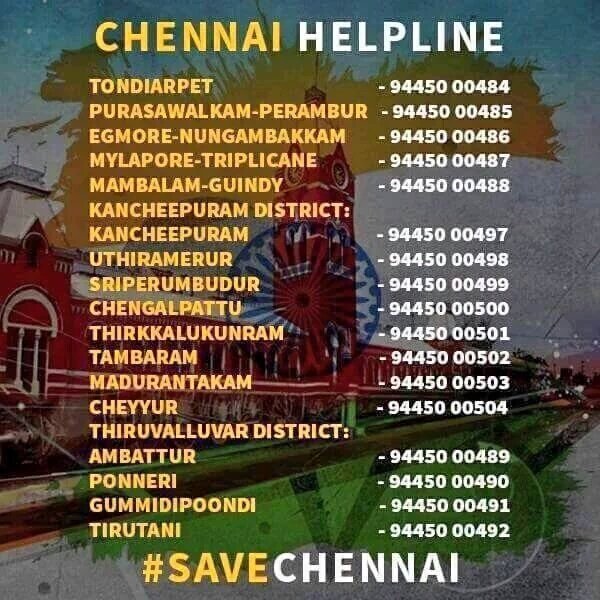 CHENNAI HELPLINE
TONDIARPET - 94450 00484
PURASAWALKAM-PERAMBUR - 94450 00485
EGMORE-NUNGAMBAKKAM - 94450 00486
MYLAPORE-TRIPLICANE - 94450 00487
MAMBALAM-GUINDY - 94450 00488
KANCHEEPURAM DISTRICT:
KANCHEEPURAM - 94450 00497
UTHIRAMERUR - 94450 00498
SRIPERUMBUDUR - 94450 00499
CHENGALPATTU - 94450 00500
THIRKKALUKUNRAM - 94450 00501
TAMBARAM - 94450 00502
MADURANTAKAM - 94450 00503
CHEYYUR - 94450 00504
THIRUVALLUVAR DISTRICT:
AMBATTUR - 94450 00489
PONNERI - 94450 00490
GUMMIDIPOONDI - 94450 00491
TIRUTANI - 94450 00492
#SAVECHENNAI